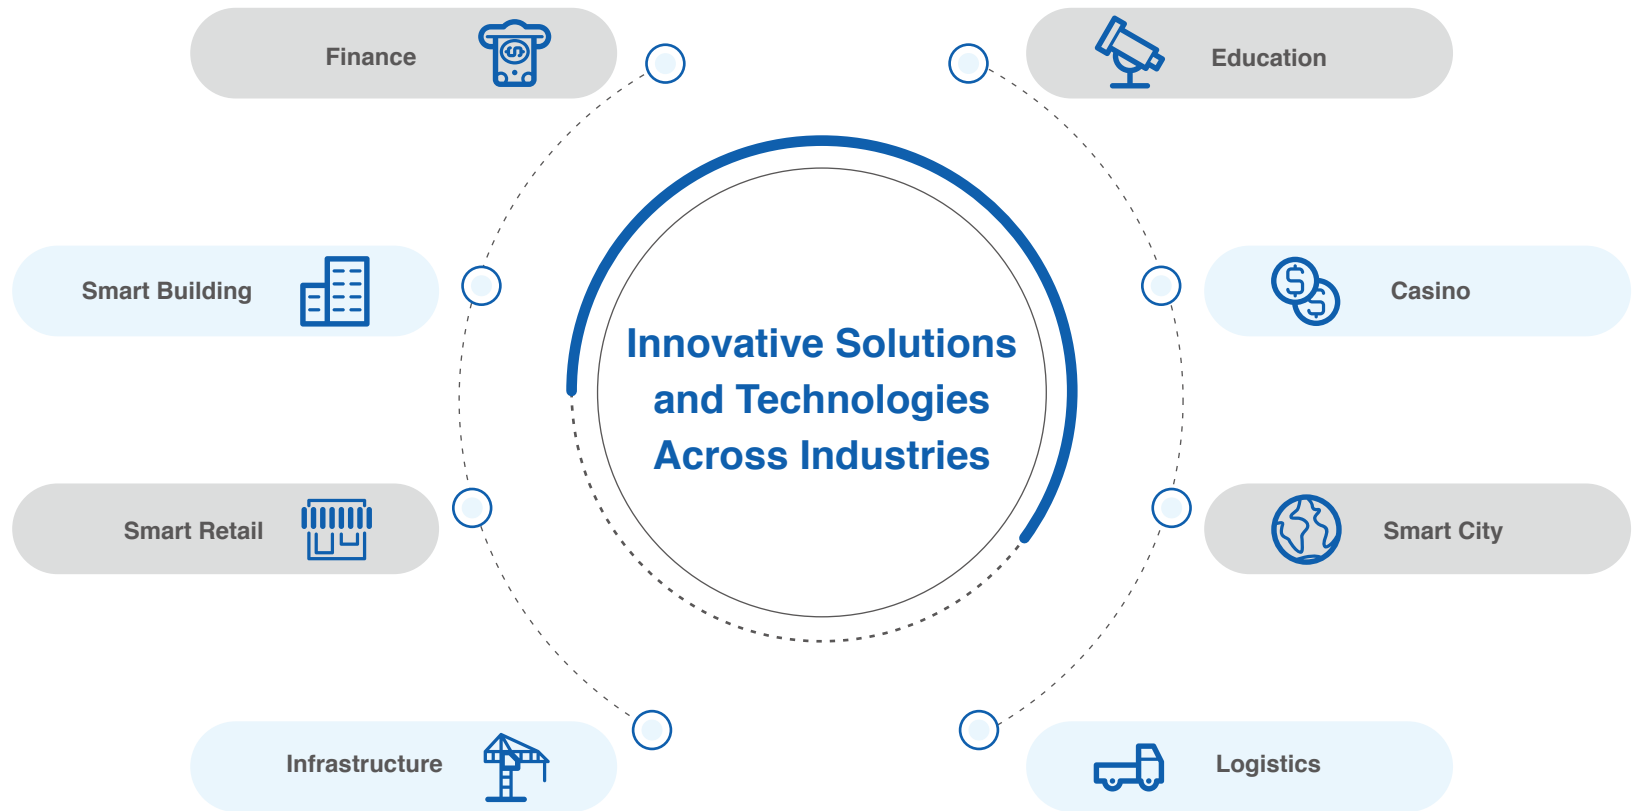 Finance
Education
Smart Building
Casino
Innovative Solutions
and Technologies
Across Industries
Smart Retail
Smart City
Infrastructure
Logistics